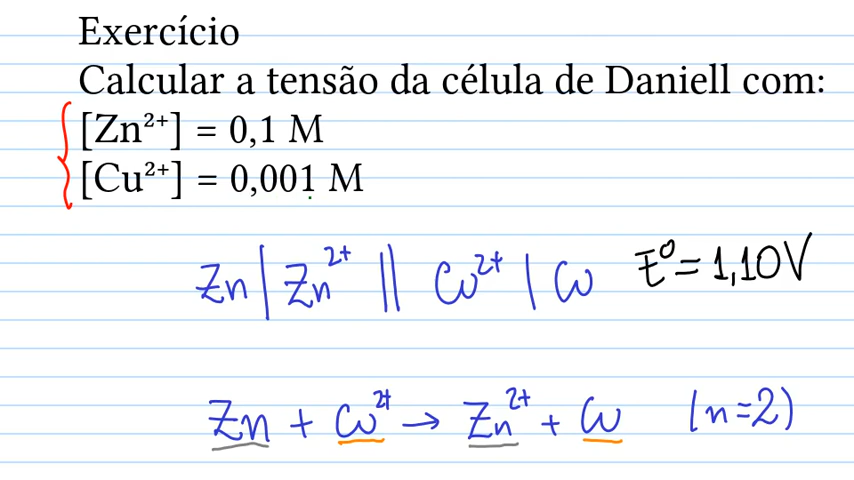 Exercício
Calcular a tensão da célula de Daniell com:
[Zn²⁺] = 0,1 M
[Cu²⁺] = 0,001 M
Zn | Zn²⁺ || Cu²⁺ | Cu E⁰ = 1,10V
Zn + Cu²⁺ → Zn²⁺ + Cu (n=2)